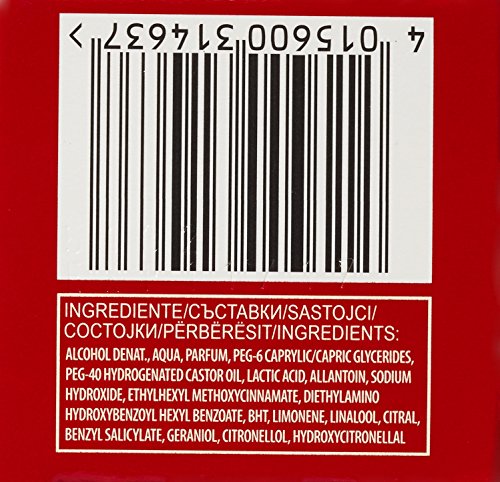 4 015600 314637 >
INGREDIENTE/СЪСТАВКИ/SASTOJCI/
СОСТОЈКИ/PËRBËRËSIT/INGREDIENTS:
ALCOHOL DENAT., AQUA, PARFUM, PEG-6 CAPRYLIC/CAPRIC GLYCERIDES,
PEG-40 HYDROGENATED CASTOR OIL, LACTIC ACID, ALLANTOIN, SODIUM
HYDROXIDE, ETHYLHEXYL METHOXYCINNAMATE, DIETHYLAMINO
HYDROXYBENZOYL HEXYL BENZOATE, BHT, LIMONENE, LINALOOL, CITRAL,
BENZYL SALICYLATE, GERANIOL, CITRONELLOL, HYDROXYCITRONELLAL